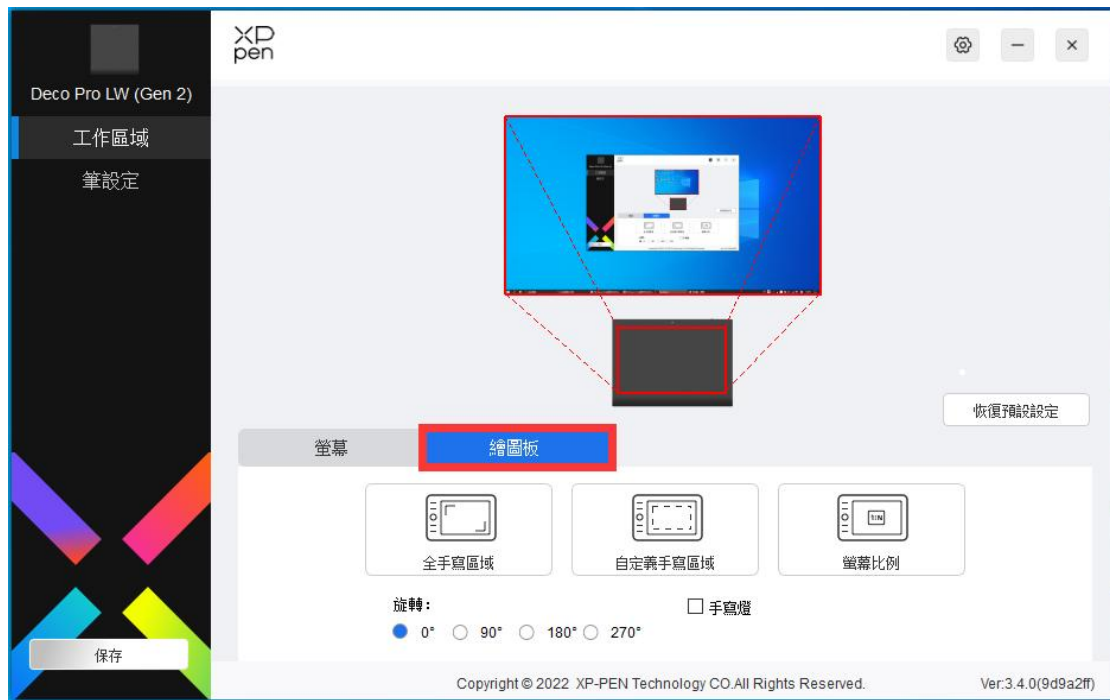 XP
pen
Deco Pro LW (Gen 2)
工作區域
筆設定
恢復預設設定
螢幕
繪圖板
全手寫區域
自定義手寫區域
1:N
螢幕比例
旋轉:
手寫燈
0° 90° 180° 270°
保存
Copyright © 2022 XP-PEN Technology CO.All Rights Reserved.
Ver:3.4.0(9d9a2ff)